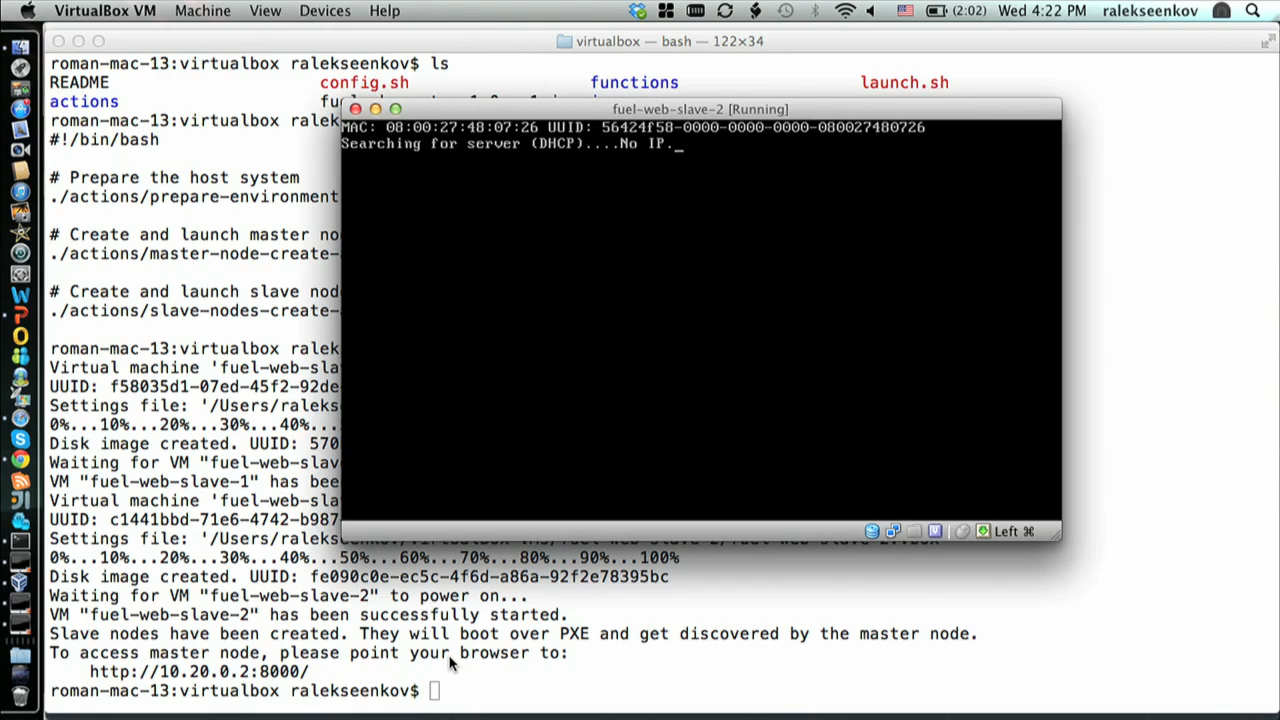 VirtualBox VM Machine View Devices Help (2:02) Wed 4:22 PM ralekseenkov
virtualbox — bash — 122×34
roman-mac-13:virtualbox ralekseenkov$ ls
README config.sh functions launch.sh
actions
roman-mac-13:virtualbox ralek
#!/bin/bash
# Prepare the host system
./actions/prepare-environment
# Create and launch master no
./actions/master-node-create-
# Create and launch slave nod
./actions/slave-nodes-create-
roman-mac-13:virtualbox ralek
Virtual machine 'fuel-web-sla
UUID: f58035d1-07ed-45f2-92de
Settings file: '/Users/raleks
0%...10%...20%...30%...40%...
Disk image created. UUID: 570
Waiting for VM "fuel-web-slav
VM "fuel-web-slave-1" has bee
Virtual machine 'fuel-web-sla
UUID: c1441bbd-71e6-4742-b987
Settings file: '/Users/ralek
0%...10%...20%...30%...40%...50%...60%...70%...80%...90%...100%
Disk image created. UUID: fe090c0e-ec5c-4f6d-a86a-92f2e78395bc
Waiting for VM "fuel-web-slave-2" to power on...
VM "fuel-web-slave-2" has been successfully started.
Slave nodes have been created. They will boot over PXE and get discovered by the master node.
To access master node, please point your browser to:
http://10.20.0.2:8000/
roman-mac-13:virtualbox ralekseenkov$
fuel-web-slave-2 [Running]
MAC: 08:00:27:48:07:26 UUID: 56424f58-0000-0000-0000-080027480726
Searching for server (DHCP)....No IP._
Left ⌘